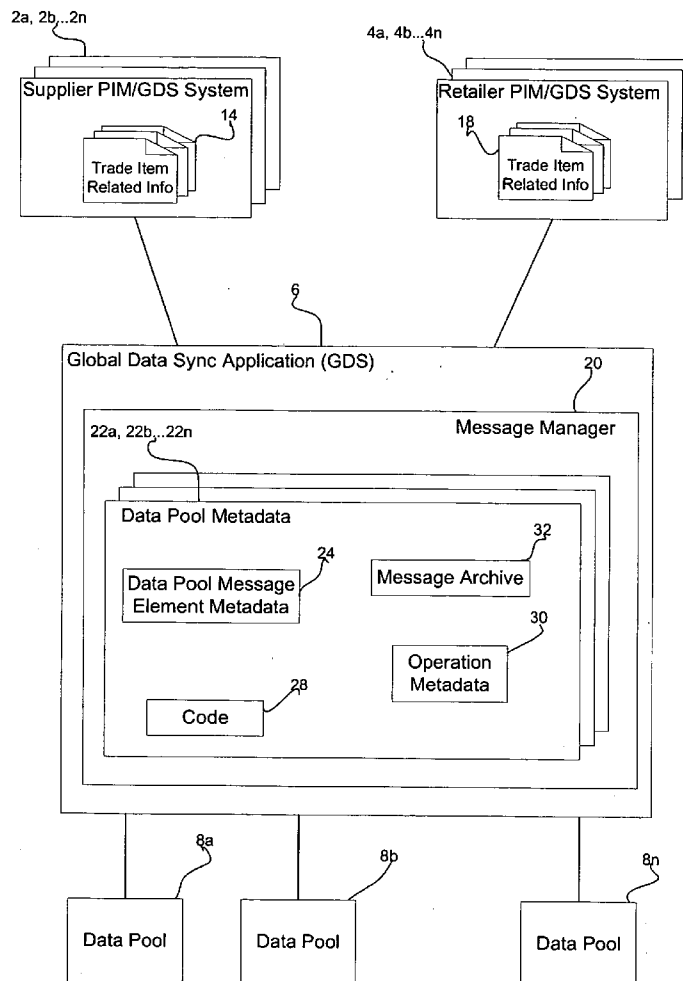 2a, 2b...2n
4a, 4b...4n
Supplier PIM/GDS System
Retailer PIM/GDS System
14
18
Trade Item
Related Info
Trade Item
Related Info
6
Global Data Sync Application (GDS)
20
Message Manager
22a, 22b...22n
Data Pool Metadata
24
32
Data Pool Message
Element Metadata
Message Archive
30
Operation
Metadata
28
Code
8a
8b
8n
Data Pool
Data Pool
Data Pool